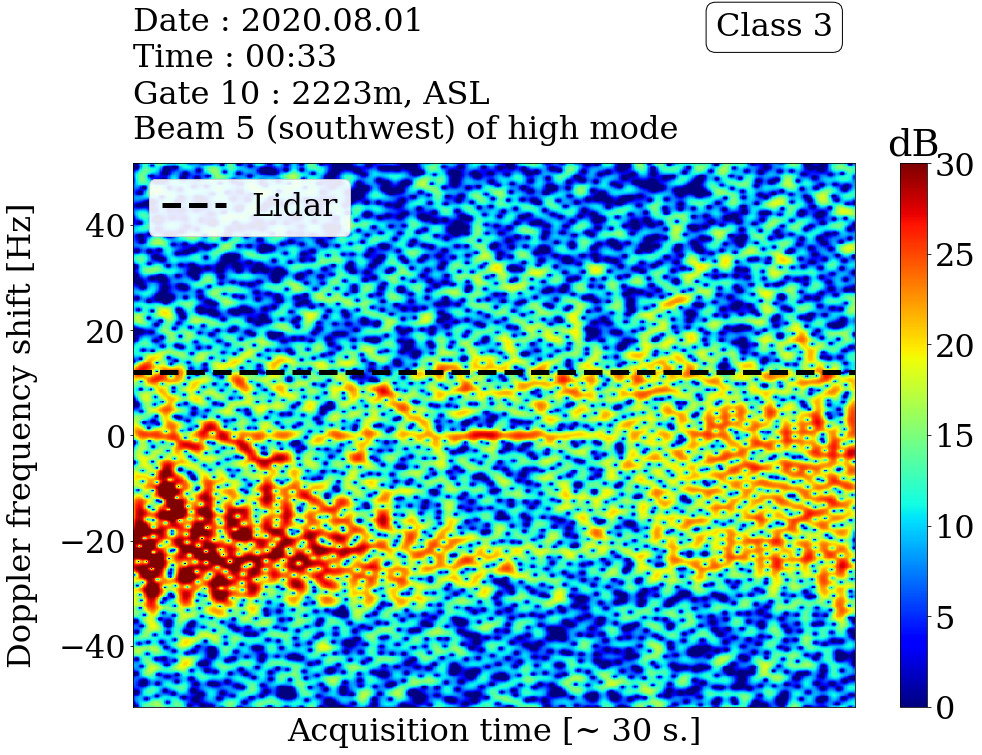 Date : 2020.08.01
Time : 00:33
Gate 10 : 2223m, ASL
Beam 5 (southwest) of high mode
Class 3
dB
Lidar
Doppler frequency shift [Hz]
40
20
0
−20
−40
Acquisition time [~ 30 s.]
30
25
20
15
10
5
0